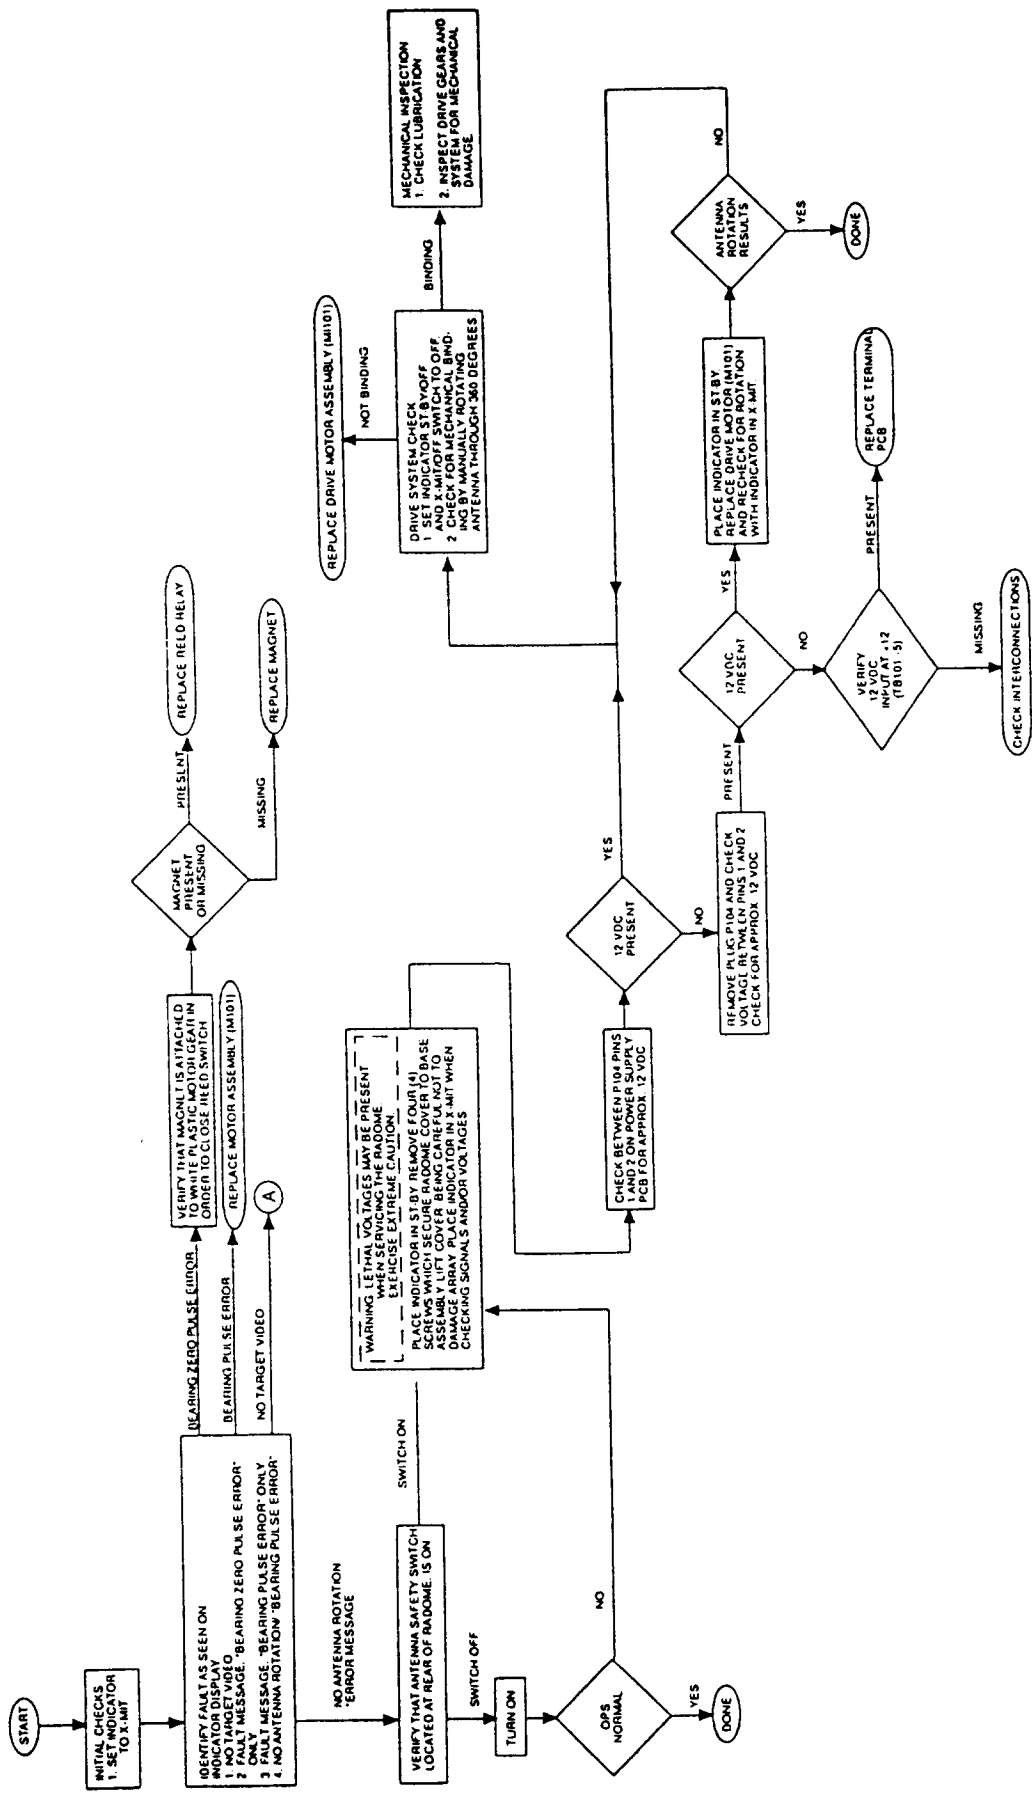 START
INITIAL CHECKS
1. SET INDICATOR
TO X-MIT
IDENTIFY FAULT AS SEEN ON
INDICATOR DISPLAY
1. NO TARGET VIDEO
2 FAULT MESSAGE. "BEARING ZERO PULSE ERROR"
ONLY
3 FAULT MESSAGE. "BEARING PULSE ERROR" ONLY
4. NO ANTENNA ROTATION/ "BEARING PULSE ERROR"
BEARING ZERO PULSE ERROR
BEARING PULSE ERROR
NO TARGET VIDEO
VERIFY THAT MAGNET IS ATTACHED
TO WHITE PLASTIC MOTOR GEAR IN
ORDER TO CLOSE REED SWITCH
REPLACE MOTOR ASSEMBLY (M101)
A
MAGNET
PRESENT
OR MISSING
PRESENT
REPLACE REED RELAY
MISSING
REPLACE MAGNET
NO ANTENNA ROTATION
"ERROR MESSAGE
VERIFY THAT ANTENNA SAFETY SWITCH
LOCATED AT REAR OF RADOME. IS ON
SWITCH OFF
TURN ON
OPS
NORMAL
YES
DONE
NO
SWITCH ON
WARNING LETHAL VOLTAGES MAY BE PRESENT
WHEN SERVICING THE RADOME.
EXERCISE EXTREME CAUTION.
PLACE INDICATOR IN ST-BY REMOVE FOUR (4)
SCREWS WHICH SECURE RADOME COVER TO BASE
ASSEMBLY LIFT COVER BEING CAREFUL NOT TO
DAMAGE ARRAY PLACE INDICATOR IN X-MIT WHEN
CHECKING SIGNALS AND/OR VOLTAGES
CHECK BETWEEN P104 PINS
1 AND 2 ON POWER SUPPLY
PCB FOR APPROX 12 VDC
12 VDC
PRESENT
YES
NO
REMOVE PLUG P104 AND CHECK
VOLTAGE BETWEEN PINS 1 AND 2
CHECK FOR APPROX 12 VDC
PRESENT
12 VDC
PRESENT
YES
NO
VERIFY
12 VDC
INPUT AT +12
(TB101 -5)
PRESENT
REPLACE TERMINAL
PCB
MISSING
CHECK INTERCONNECTIONS
PLACE INDICATOR IN ST-BY
REPLACE DRIVE MOTOR (M101)
AND RECHECK FOR ROTATION
WITH INDICATOR IN X-MIT
ANTENNA
ROTATION
RESULTS
NO
YES
DONE
DRIVE SYSTEM CHECK
1 SET INDICATOR ST-BY/OFF
AND X-MIT/OFF SWITCH TO OFF.
2 CHECK FOR MECHANICAL BIND-
ING BY MANUALLY ROTATING
ANTENNA THROUGH 360 DEGREES
NOT BINDING
REPLACE DRIVE MOTOR ASSEMBLY (M101)
BINDING
MECHANICAL INSPECTION
1. CHECK LUBRICATION
2. INSPECT DRIVE GEARS AND
SYSTEM FOR MECHANICAL
DAMAGE.